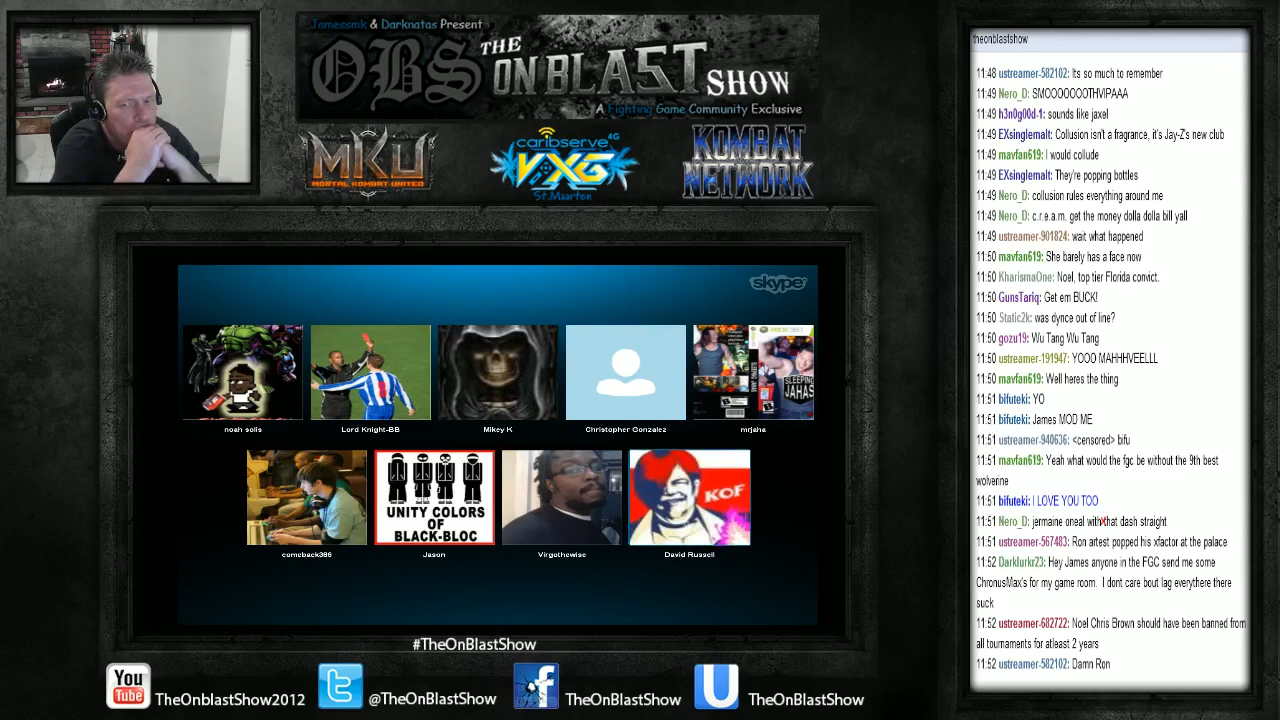 Jamessmk & Darknatas Present
OBS THE ON BLAST SHOW
A Fighting Game Community Exclusive
MKU
MORTAL KOMBAT UNITED
caribserve 4G
VXG
St.Maarten
KOMBAT
NETWORK
skype
XBOX 360
SLEEPING
JAHAS
noah solis
Lord Knight-BB
Mikey K
Christopher Gonzalez
mrjaha
UNITY COLORS
OF
BLACK-BLOC
KOF
comeback386
Jason
Virgothewise
David Russell
#TheOnBlastShow
You
Tube
TheOnblastShow2012
t
@TheOnBlastShow
f
TheOnBlastShow
U
TheOnBlastShow
theonblastshow
11:48 ustreamer-582102: Its so much to remember
11:49 Nero_D: SMOOOOOOOTHVIPAAA
11:49 h3n0g00d-1: sounds like jaxel
11:49 EXsinglemalt: Collusion isn't a fragrance, it's Jay-Z's new club
11:49 mavfan619: I would collude
11:49 EXsinglemalt: They're popping bottles
11:49 Nero_D: collusion rules everything around me
11:49 Nero_D: c.r.e.a.m. get the money dolla dolla bill yall
11:49 ustreamer-901824: wait what happened
11:50 mavfan619: She barely has a face now
11:50 KharismaOne: Noel, top tier Florida convict.
11:50 GunsTariq: Get em BUCK!
11:50 Static2k: was dynce out of line?
11:50 gozu19: Wu Tang Wu Tang
11:50 ustreamer-191947: YOOO MAHHHVEELLL
11:50 mavfan619: Well heres the thing
11:51 bifuteki: YO
11:51 bifuteki: James MOD ME
11:51 ustreamer-940636: <censored> bifu
11:51 mavfan619: Yeah what would the fgc be without the 9th best
wolverine
11:51 bifuteki: I LOVE YOU TOO
11:51 Nero_D: jermaine oneal with that dash straight
11:51 ustreamer-567483: Ron artest popped his xfactor at the palace
11:52 Darklurkr23: Hey James anyone in the FGC send me some
ChronusMax's for my game room. I dont care bout lag everythere there
suck
11:52 ustreamer-682722: Noel Chris Brown should have been banned from
all tournaments for atleast 2 years
11:52 ustreamer-582102: Damn Ron